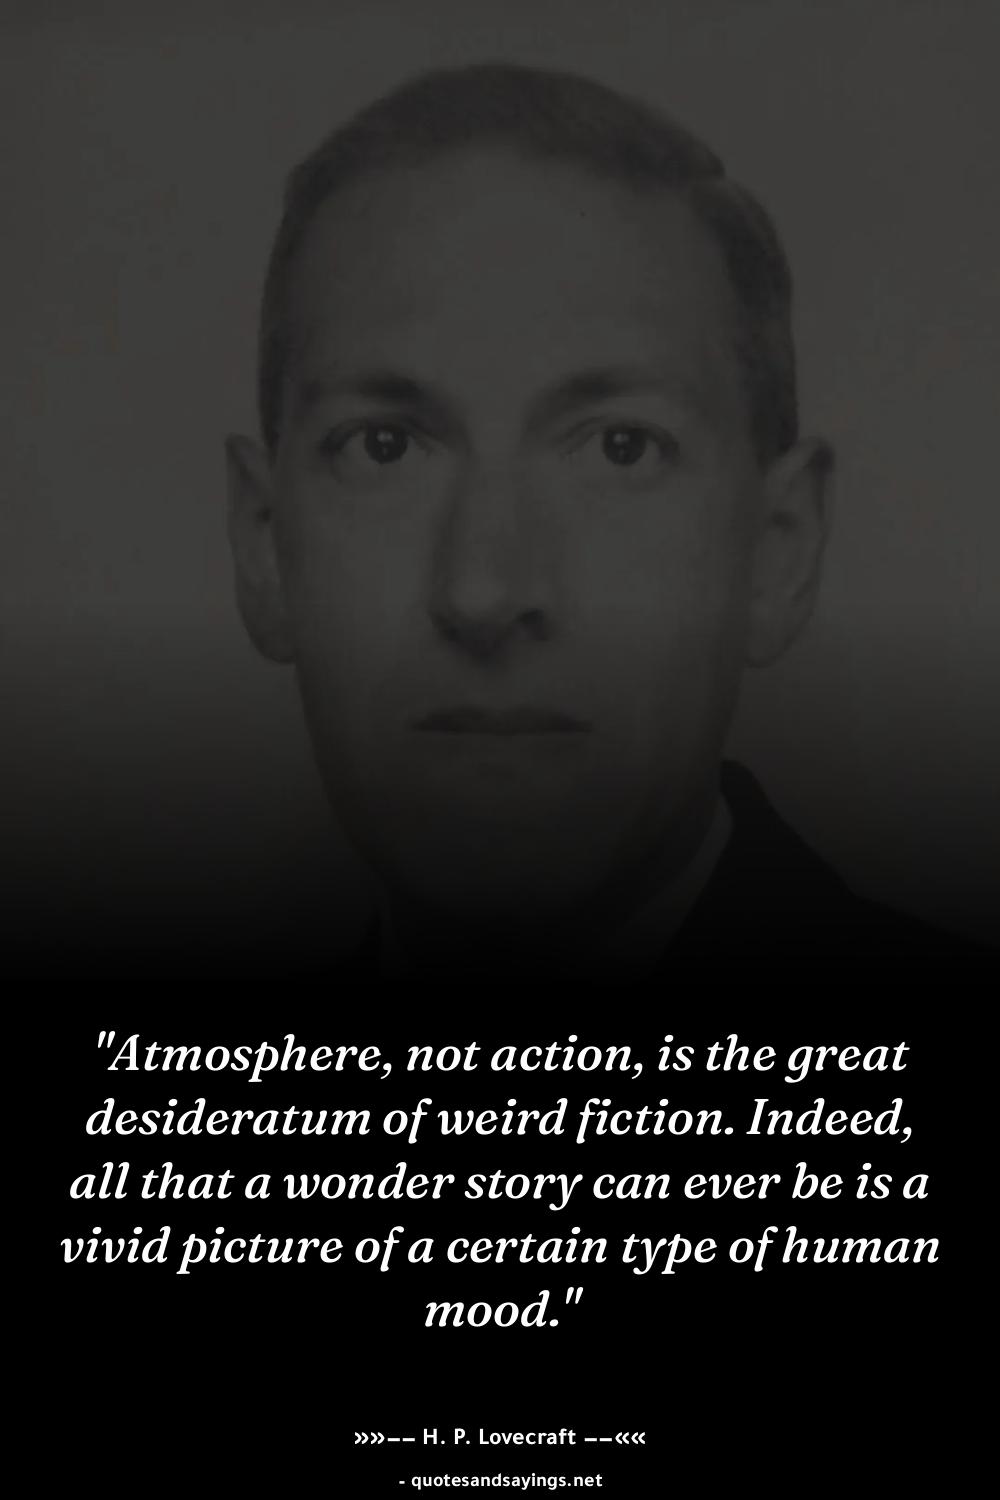 "Atmosphere, not action, is the great
desideratum of weird fiction. Indeed,
all that a wonder story can ever be is a
vivid picture of a certain type of human
mood."
»»−− H. P. Lovecraft −−««
- quotesandsayings.net